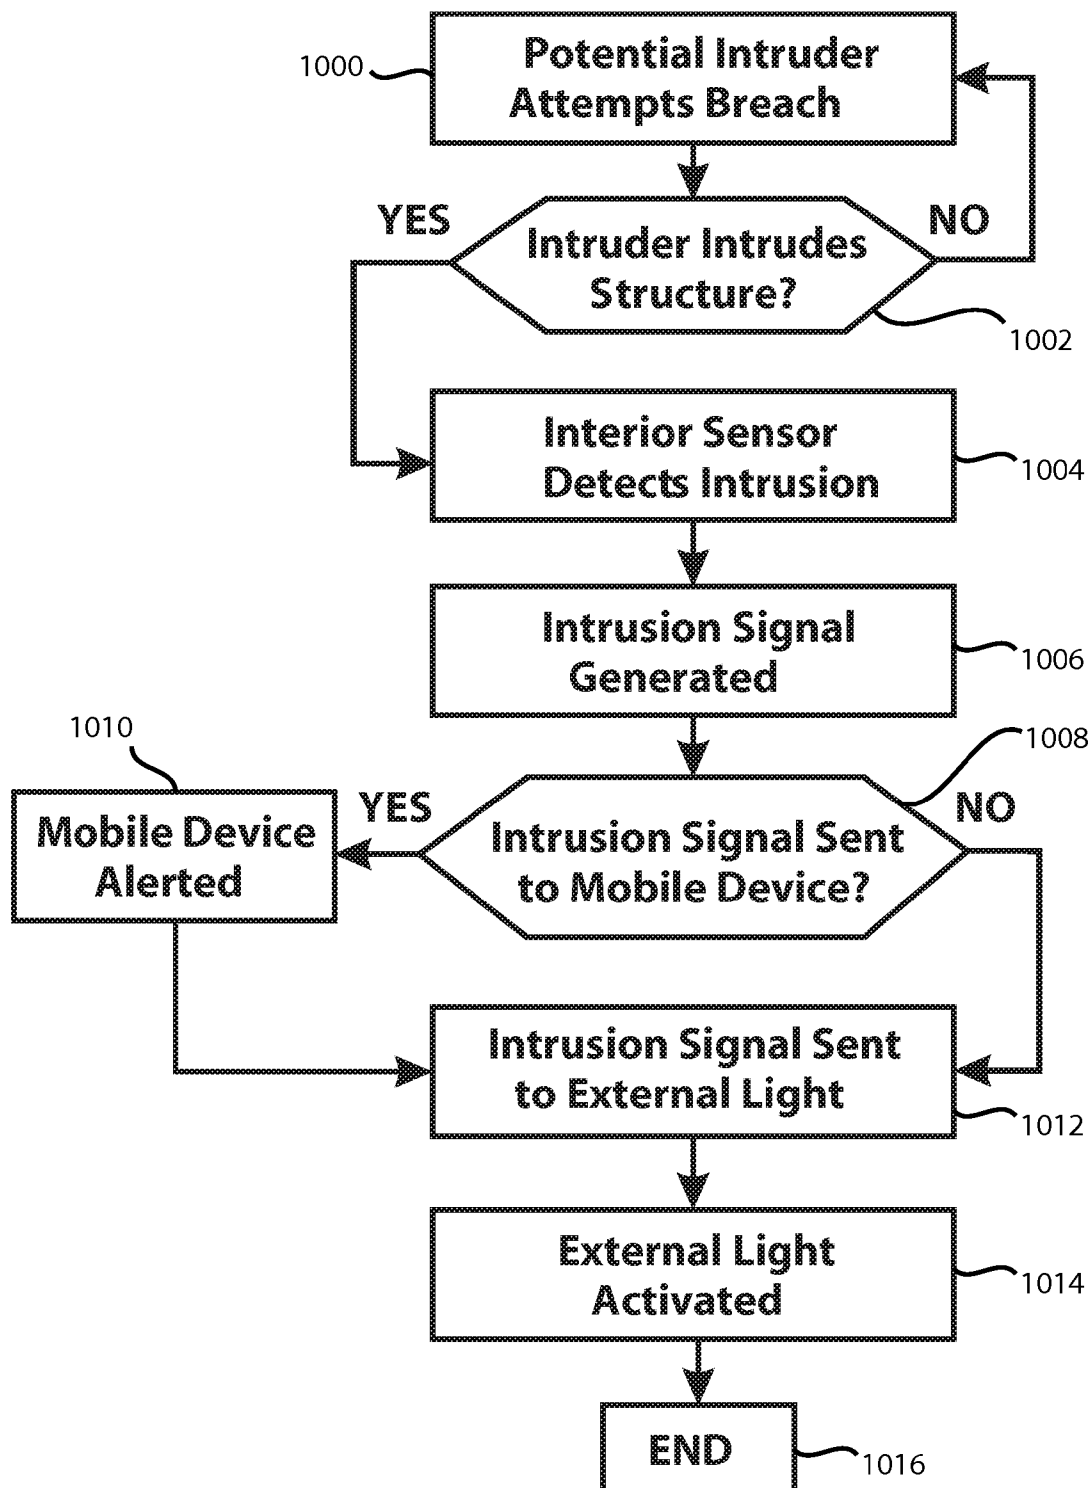 1000
Potential Intruder
Attempts Breach
YES
NO
Intruder Intrudes
Structure?
1002
Interior Sensor
Detects Intrusion
1004
Intrusion Signal
Generated
1006
1008
1010
Mobile Device
Alerted
YES
NO
Intrusion Signal Sent
to Mobile Device?
Intrusion Signal Sent
to External Light
1012
External Light
Activated
1014
END
1016